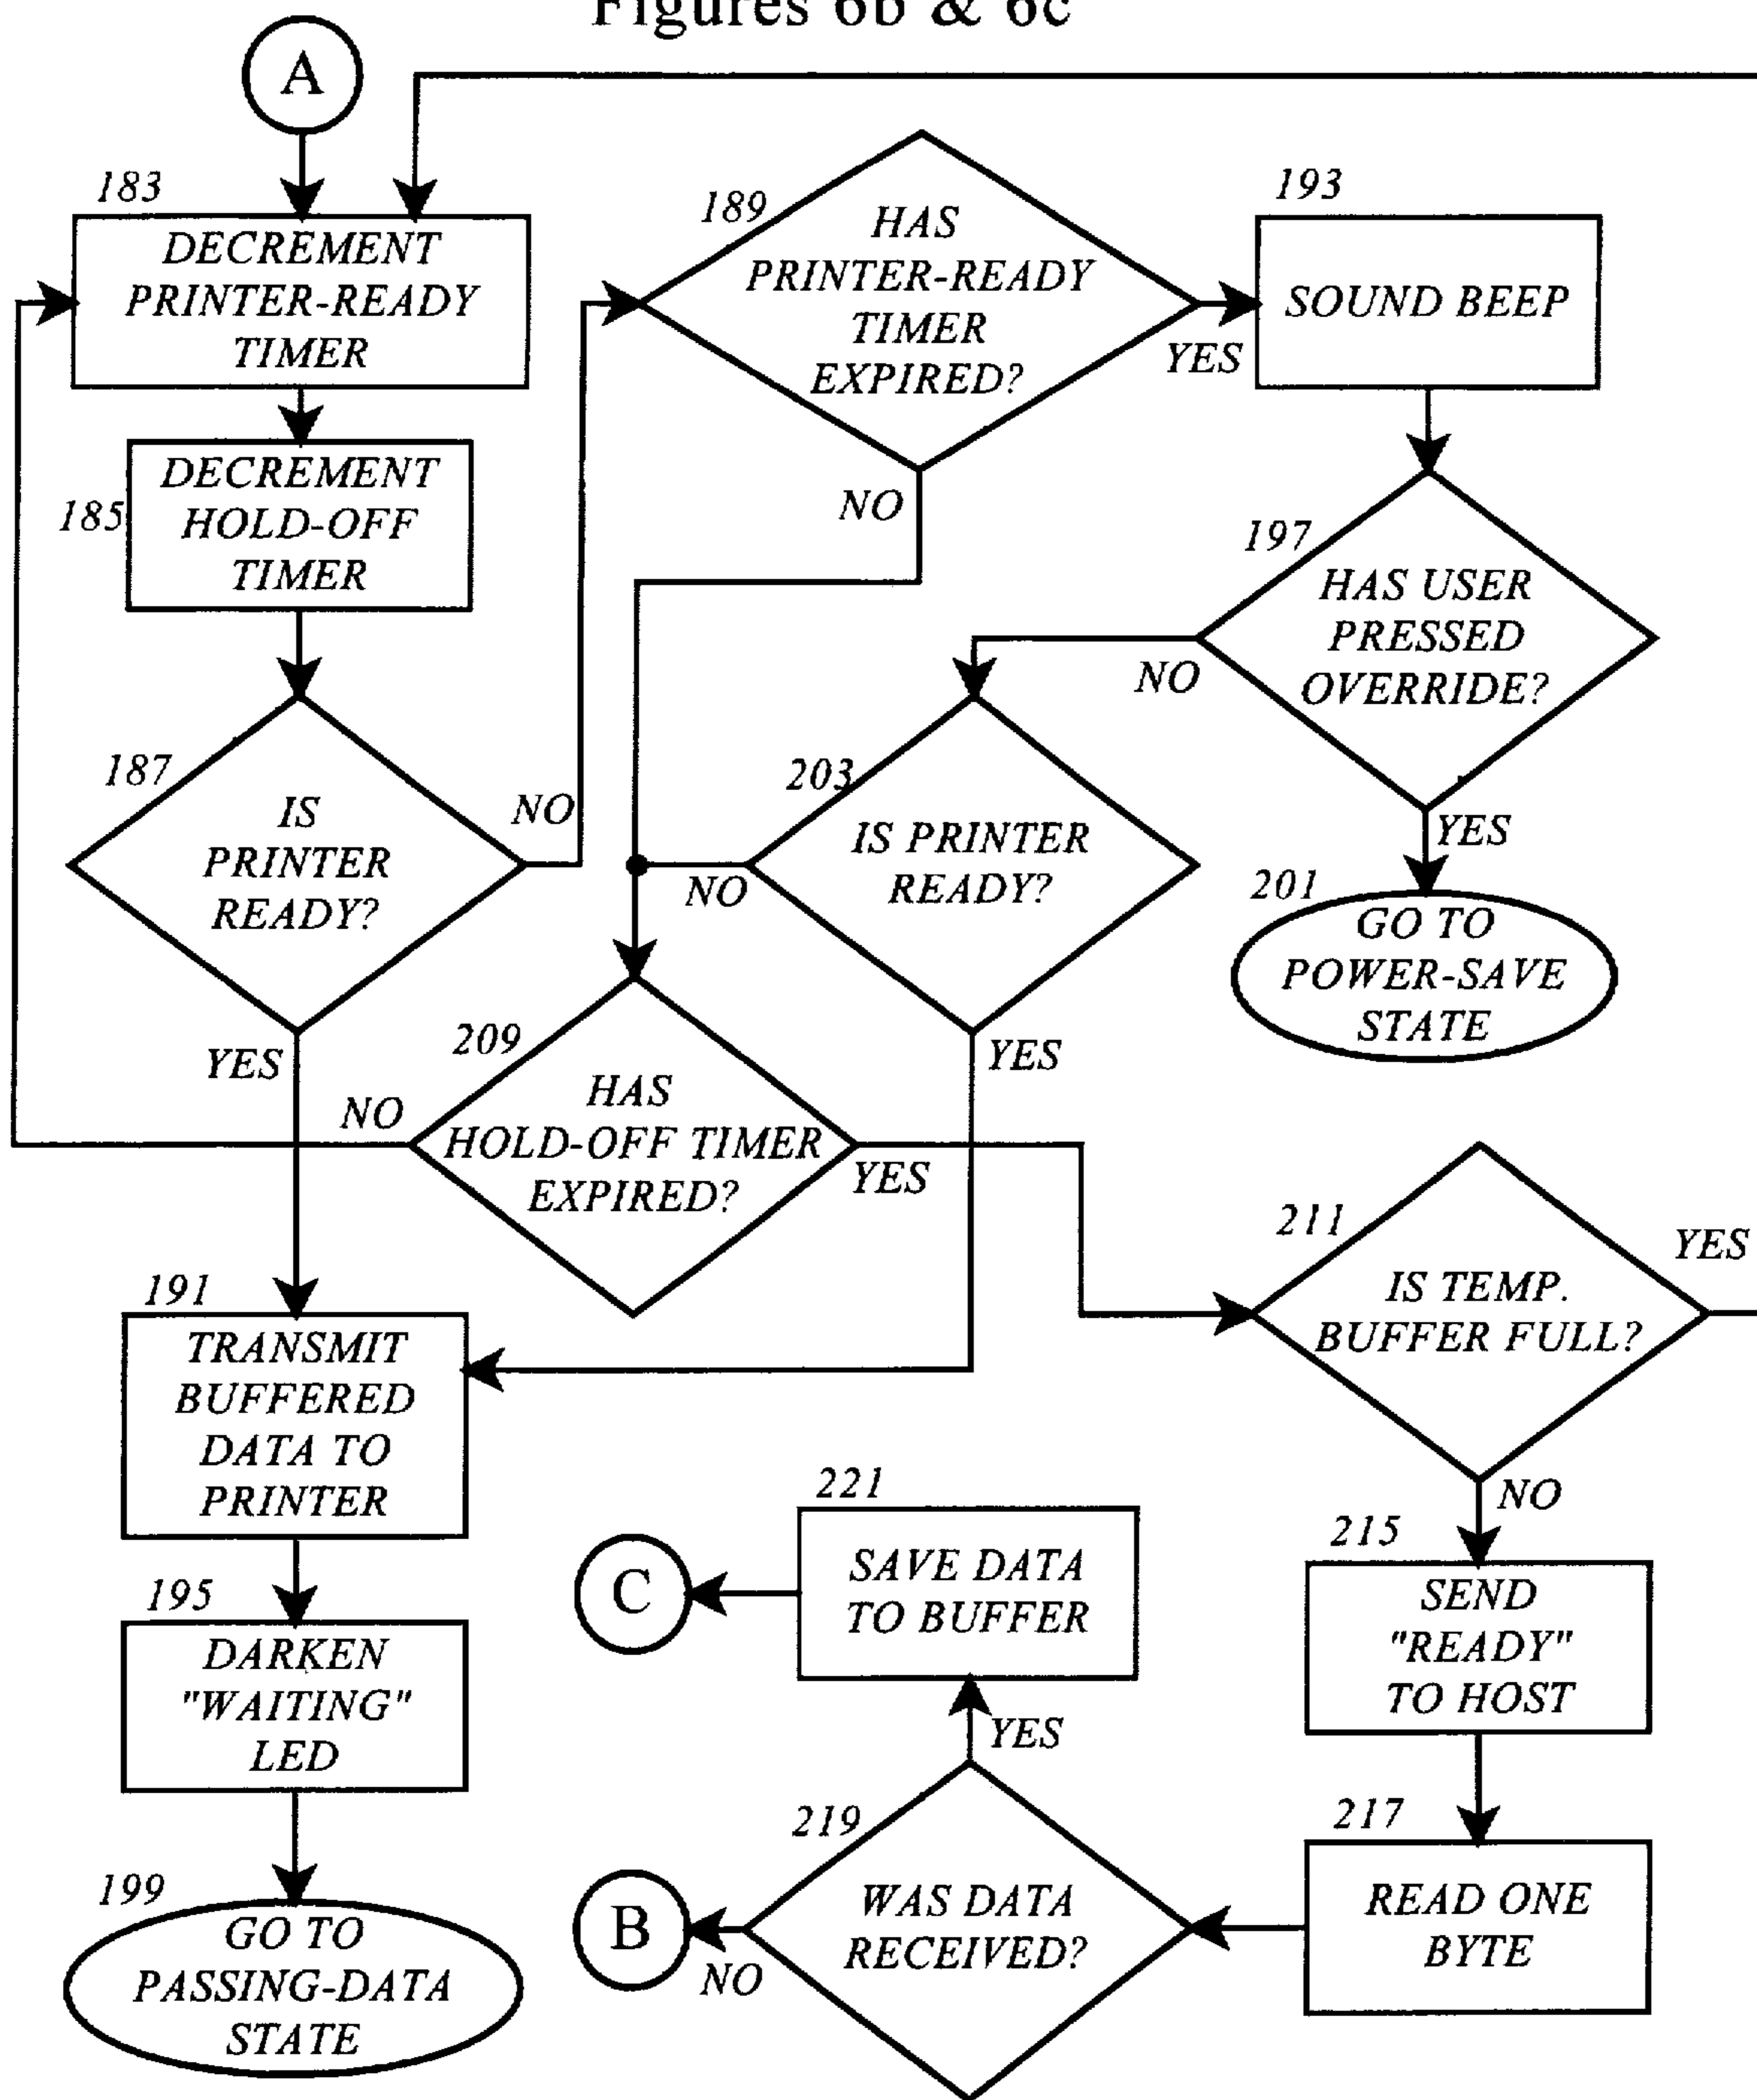 Figures 6b & 6c
A
183
DECREMENT
PRINTER-READY
TIMER
185
DECREMENT
HOLD-OFF
TIMER
187
IS
PRINTER
READY?
NO
YES
189
HAS
PRINTER-READY
TIMER
EXPIRED?
YES
NO
193
SOUND BEEP
197
HAS USER
PRESSED
OVERRIDE?
NO
YES
201
GO TO
POWER-SAVE
STATE
203
IS PRINTER
READY?
NO
YES
209
HAS
HOLD-OFF TIMER
EXPIRED?
NO
YES
211
IS TEMP.
BUFFER FULL?
YES
NO
191
TRANSMIT
BUFFERED
DATA TO
PRINTER
195
DARKEN
"WAITING"
LED
199
GO TO
PASSING-DATA
STATE
215
SEND
"READY"
TO HOST
217
READ ONE
BYTE
219
WAS DATA
RECEIVED?
YES
NO
221
SAVE DATA
TO BUFFER
C
B